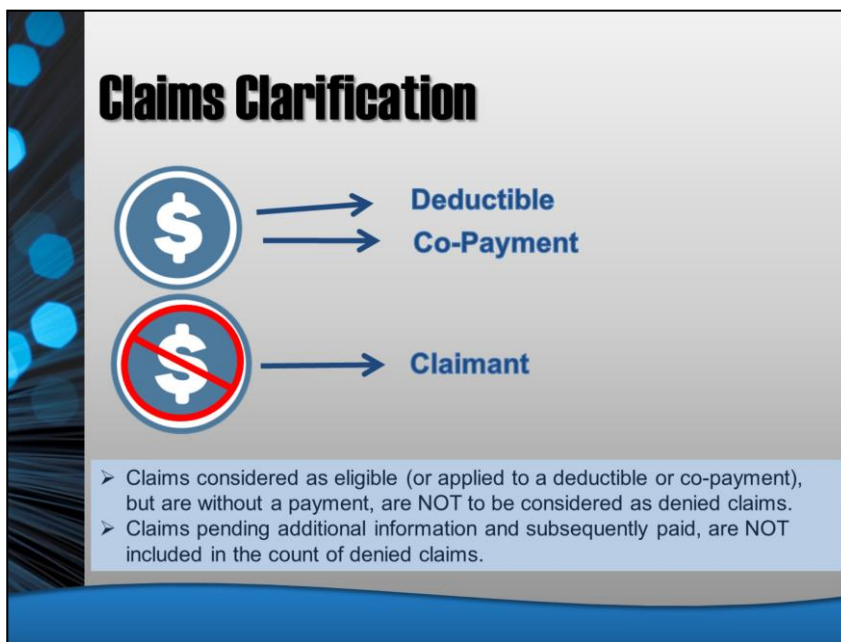 Claims Clarification
$
Deductible
Co-Payment
$
Claimant
➢ Claims considered as eligible (or applied to a deductible or co-payment),
but are without a payment, are NOT to be considered as denied claims.
➢ Claims pending additional information and subsequently paid, are NOT
included in the count of denied claims.